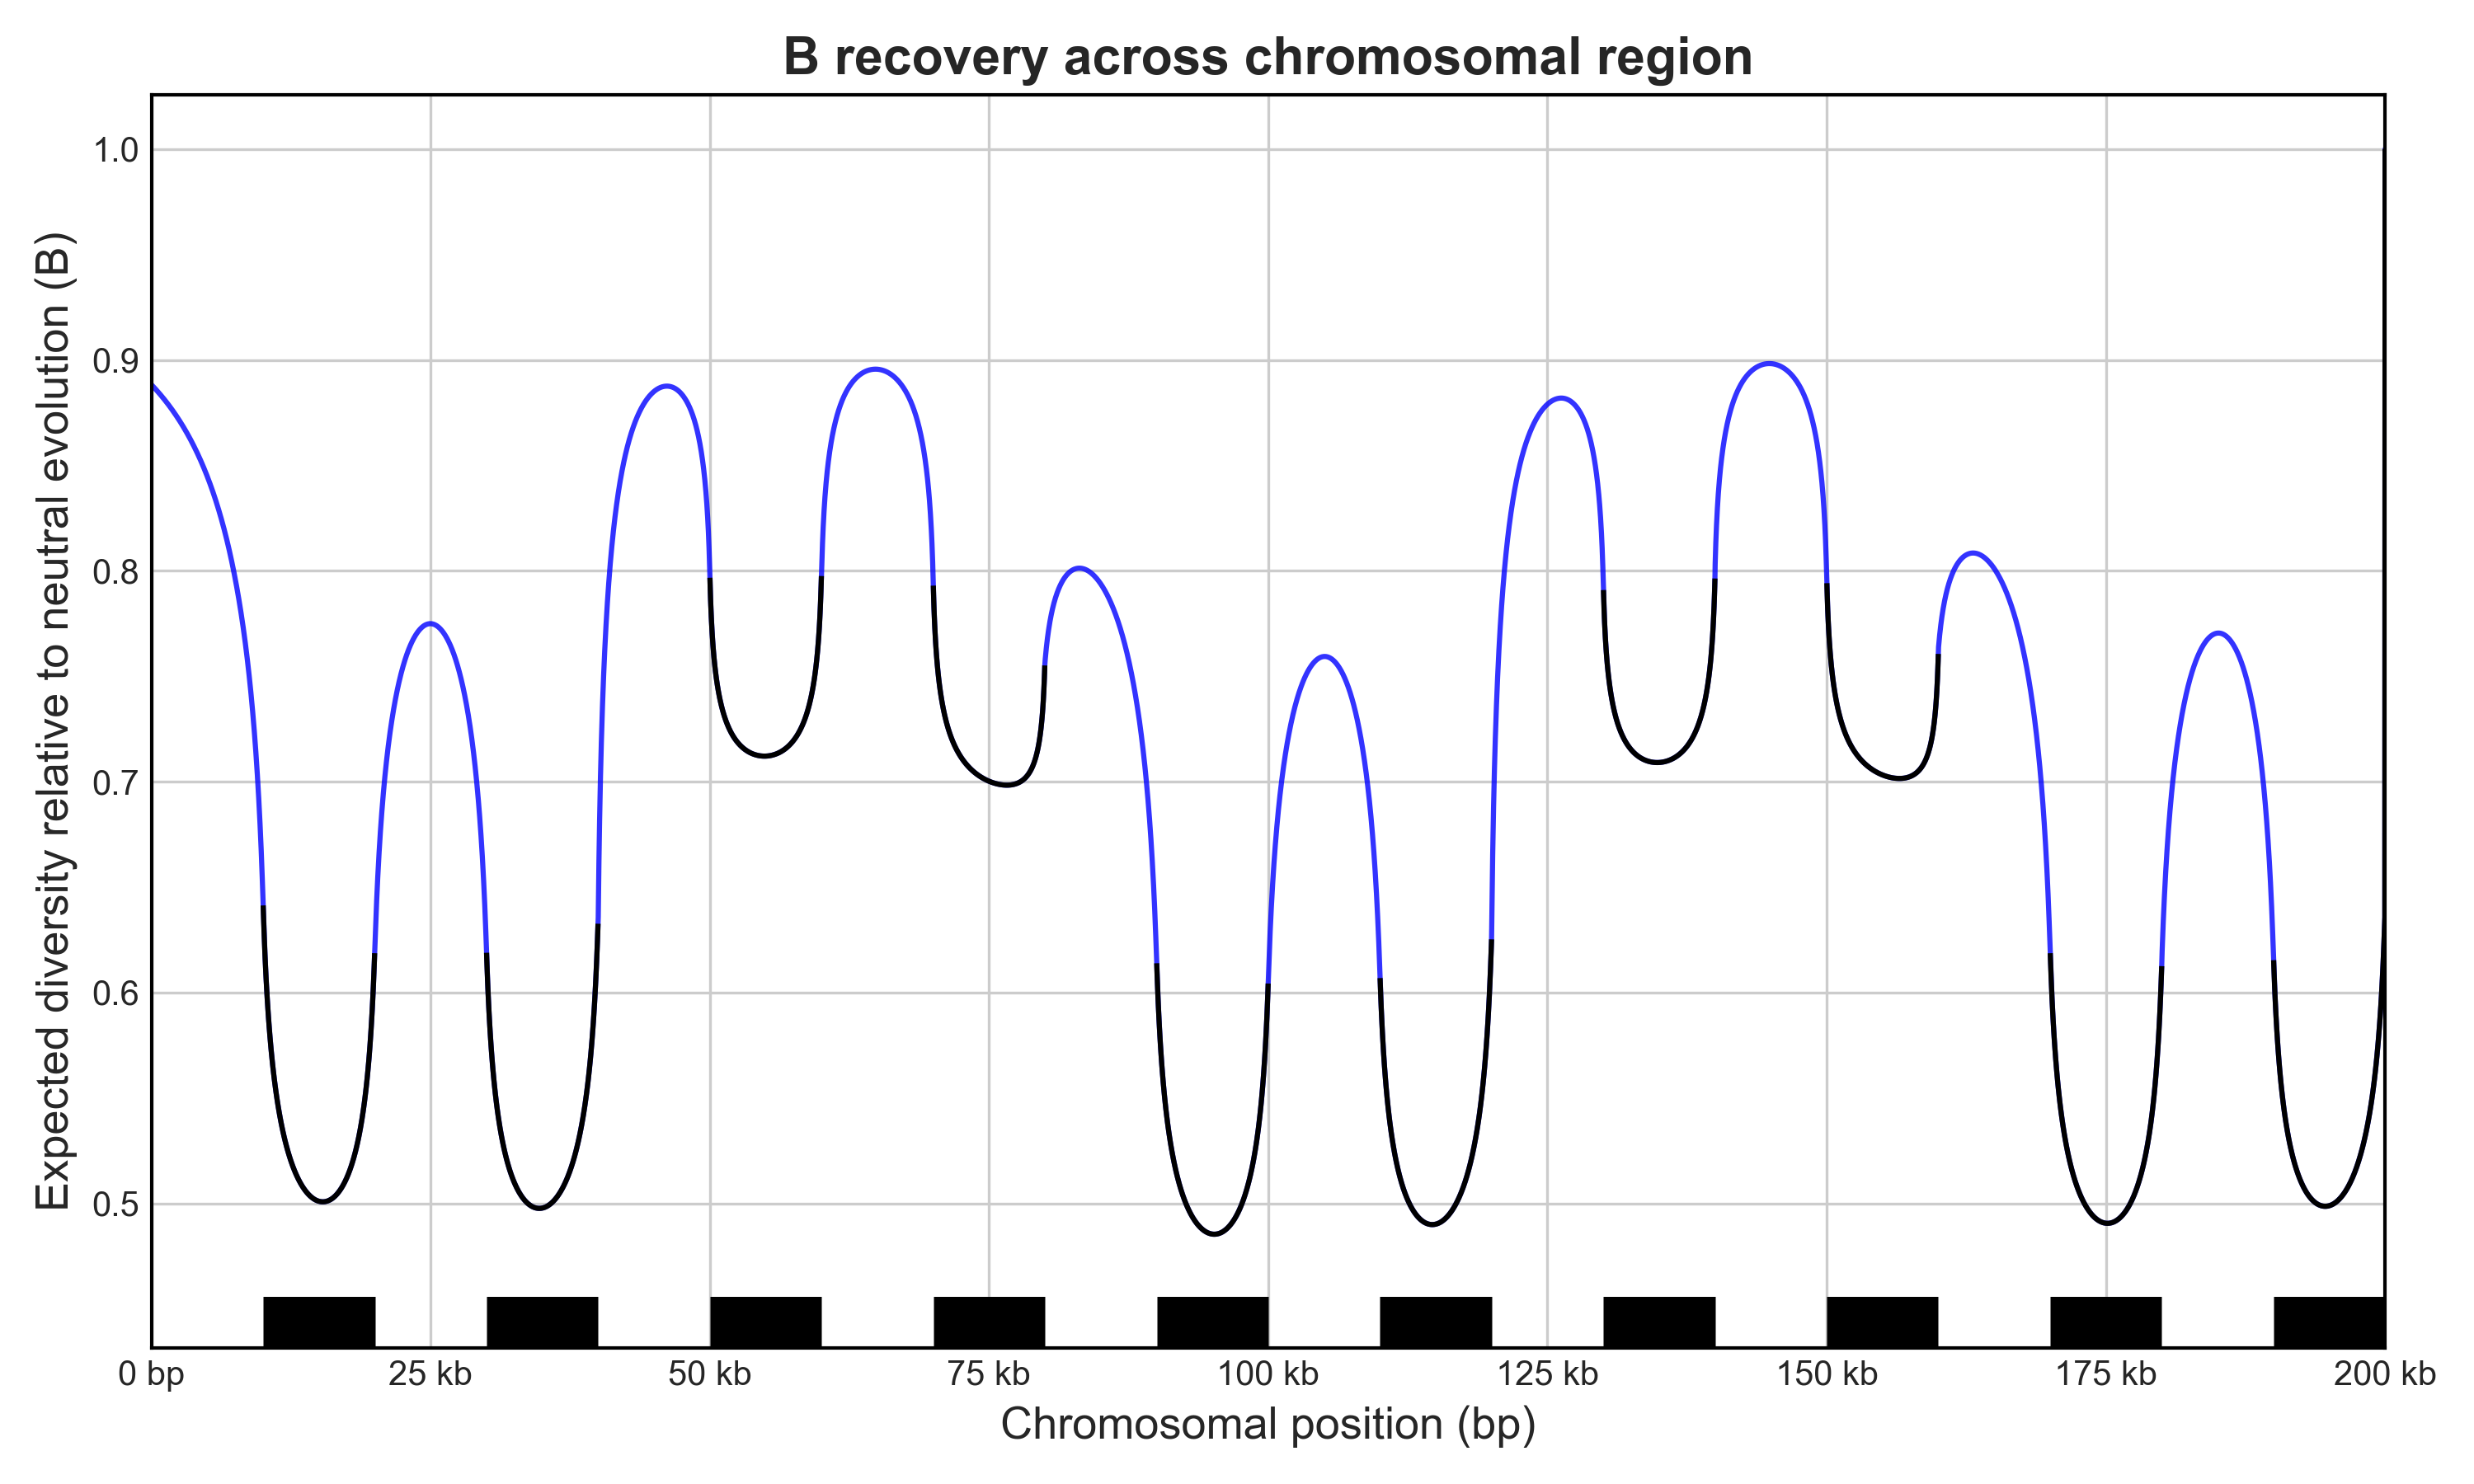 B recovery across chromosomal region
Expected diversity relative to neutral evolution (B)
1.0
0.9
0.8
0.7
0.6
0.5
0 bp
25 kb
50 kb
75 kb
100 kb
125 kb
150 kb
175 kb
200 kb
Chromosomal position (bp)